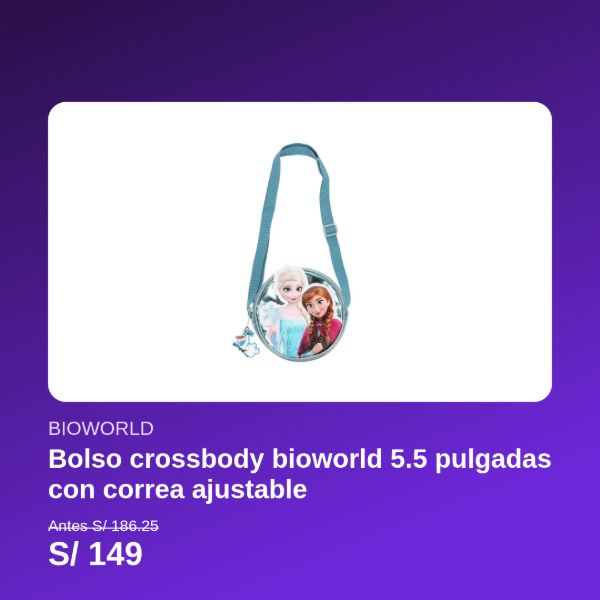 BIOWORLD
Bolso crossbody bioworld 5.5 pulgadas
con correa ajustable
Antes S/ 186.25
S/ 149